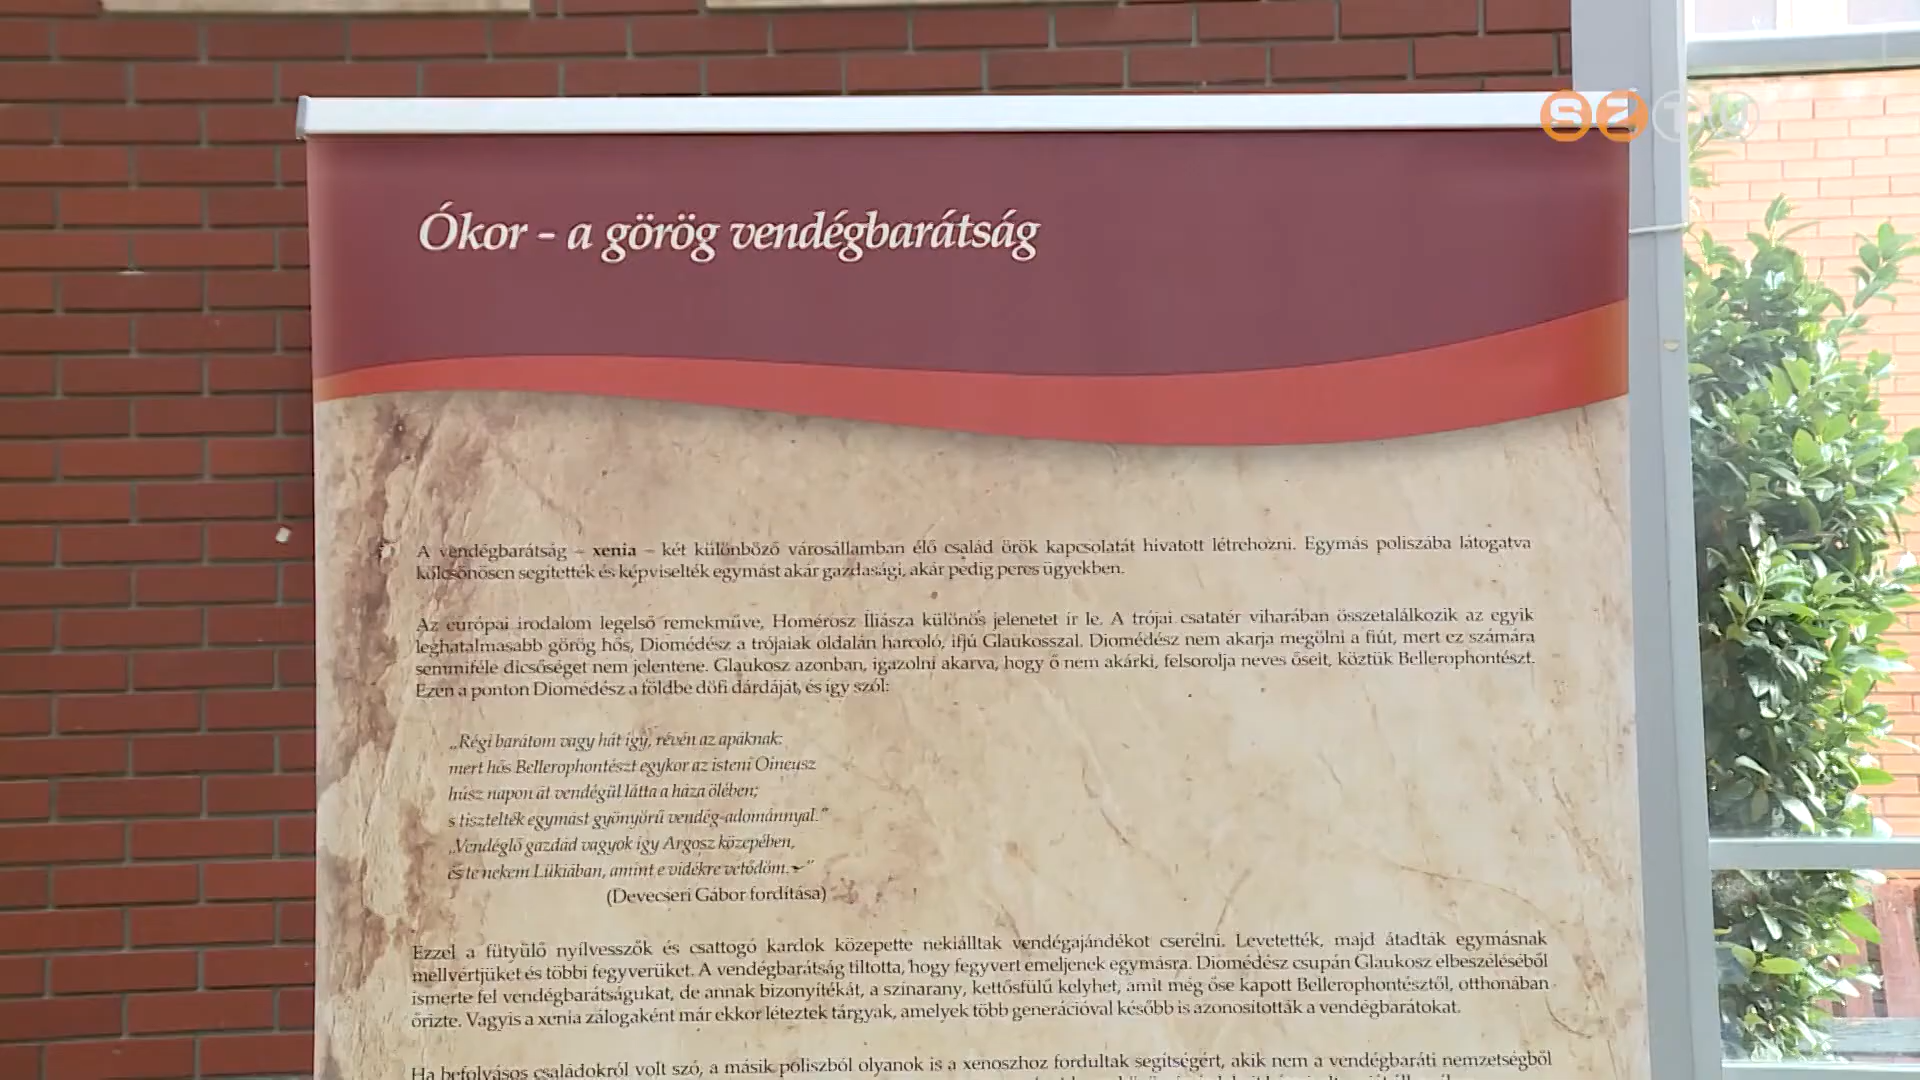 SZTV
Ókor - a görög vendégbarátság
A vendégbarátság – xenia – két különböző városállamban élő család örök kapcsolatát hivatott létrehozni. Egymás poliszába látogatva
kölcsönösen segítették és képviselték egymást akár gazdasági, akár pedig peres ügyekben.
Az európai irodalom legelső remekműve, Homérosz Íliásza különös jelenetet ír le. A trójai csatatér viharában összetalálkozik az egyik
leghatalmasabb görög hős, Diomédész a trójaiak oldalán harcoló, ifjú Glaukosszal. Diomédész nem akarja megölni a fiút, mert ez számára
semmiféle dicsőséget nem jelentene. Glaukosz azonban, igazolni akarva, hogy ő nem akárki, felsorolja neves őseit, köztük Bellerophontészt.
Ezen a ponton Diomédész a földbe döfi dárdáját, és így szól:
„Régi barátom vagy hát így, révén az apáknak:
mert hős Bellerophontészt egykor az isteni Oineusz
húsz napon át vendégül látta a háza ölében;
s tisztelték egymást gyönyörű vendég-adománnyal."
„Vendéglő gazdád vagyok így Argosz közepében,
és te nekem Lükiában, amint e vidékre vetődöm."
(Devecseri Gábor fordítása)
Ezzel a fütyülő nyílvesszők és csattogó kardok közepette nekiálltak vendégajándékot cserélni. Levetették, majd átadták egymásnak
mellvértjüket és többi fegyverüket. A vendégbarátság tiltotta, hogy fegyvert emeljenek egymásra. Diomédész csupán Glaukosz elbeszéléséből
ismerte fel vendégbarátságukat, de annak bizonyítékát, a színarany, kettősfülű kelyhet, amit még őse kapott Bellerophontésztől, otthonában
őrizte. Vagyis a xenia zálogaként már ekkor léteztek tárgyak, amelyek több generációval később is azonosították a vendégbarátokat.
Ha befolyásos családokról volt szó, a másik poliszból olyanok is a xenoszhoz fordultak segítségért, akik nem a vendégbaráti nemzetségből